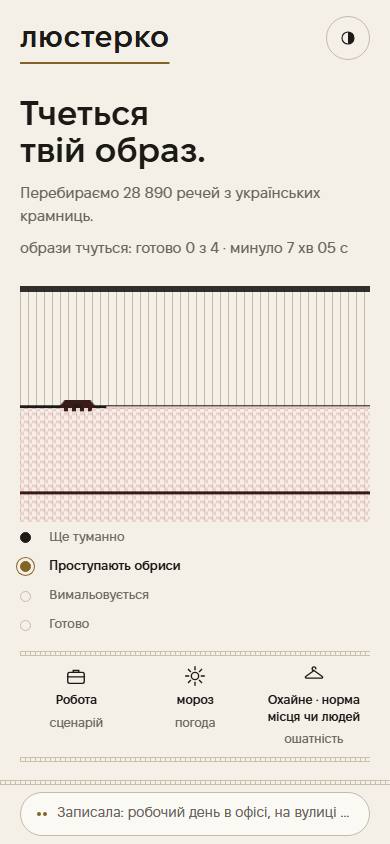 люстерко
Тчеться
твій образ.
Перебираємо 28 890 речей з українських
крамниць.
образи тчуться: готово 0 з 4 · минуло 7 хв 05 с
Ще туманно
Проступають обриси
Вимальовується
Готово
Робота
сценарій
мороз
погода
Охайне · норма
місця чи людей
ошатність
Записала: робочий день в офісі, на вулиці ...